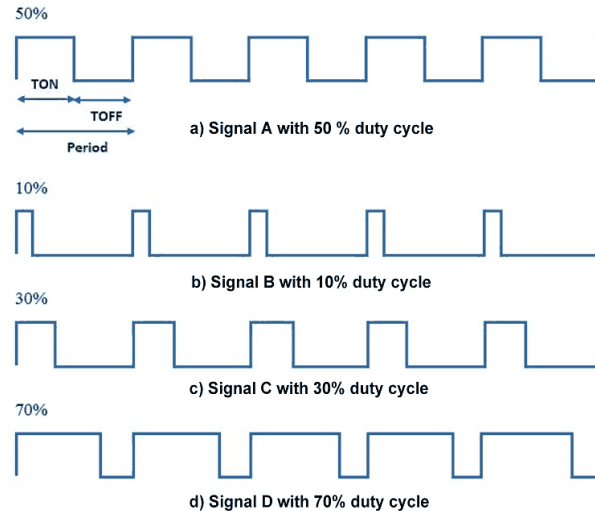 50%
TON
TOFF
Period
a) Signal A with 50 % duty cycle
10%
b) Signal B with 10% duty cycle
30%
c) Signal C with 30% duty cycle
70%
d) Signal D with 70% duty cycle